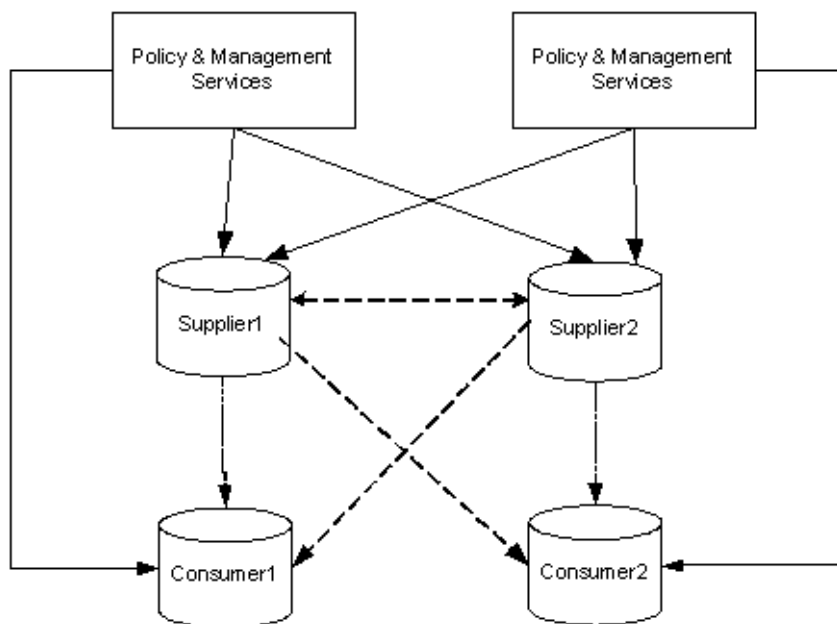 Policy & Management
Services
Policy & Management
Services
Supplier1
Supplier2
Consumer1
Consumer2